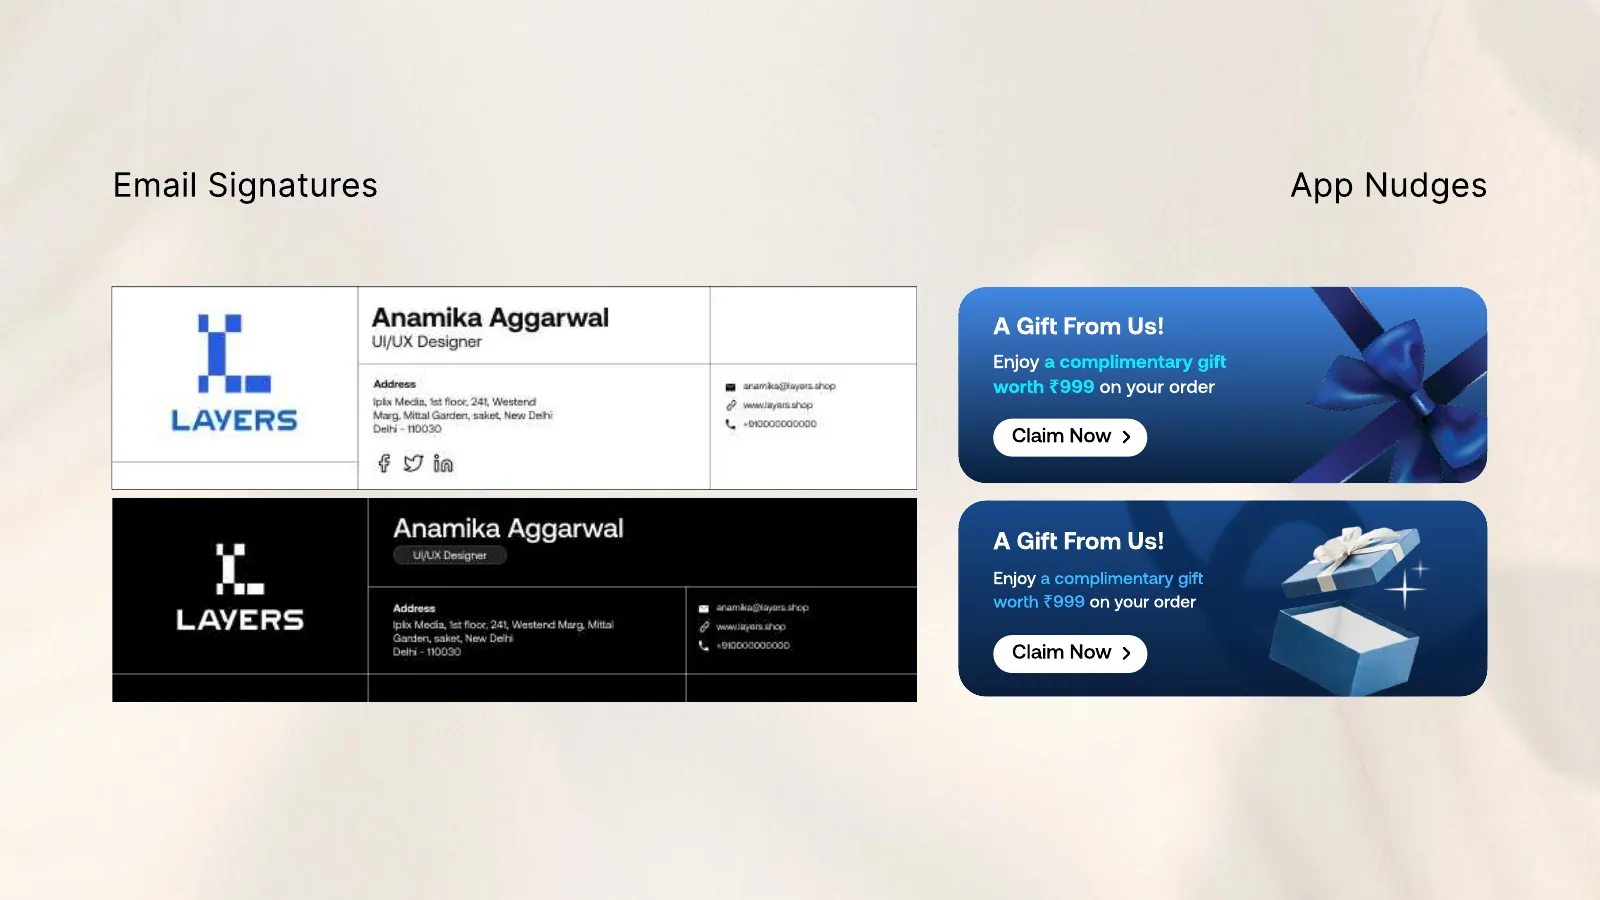 Email Signatures
App Nudges
LAYERS
Anamika Aggarwal
UI/UX Designer
Address
Iplix Media, 1st floor, 241, Westend
Marg, Mittal Garden, saket, New Delhi
Delhi - 110030
anamika@layers.shop
www.layers.shop
+910000000000
LAYERS
Anamika Aggarwal
UI/UX Designer
Address
Iplix Media, 1st floor, 241, Westend Marg, Mittal
Garden, saket, New Delhi
Delhi - 110030
anamika@layers.shop
www.layers.shop
+910000000000
A Gift From Us!
Enjoy a complimentary gift
worth ₹999 on your order
Claim Now
A Gift From Us!
Enjoy a complimentary gift
worth ₹999 on your order
Claim Now